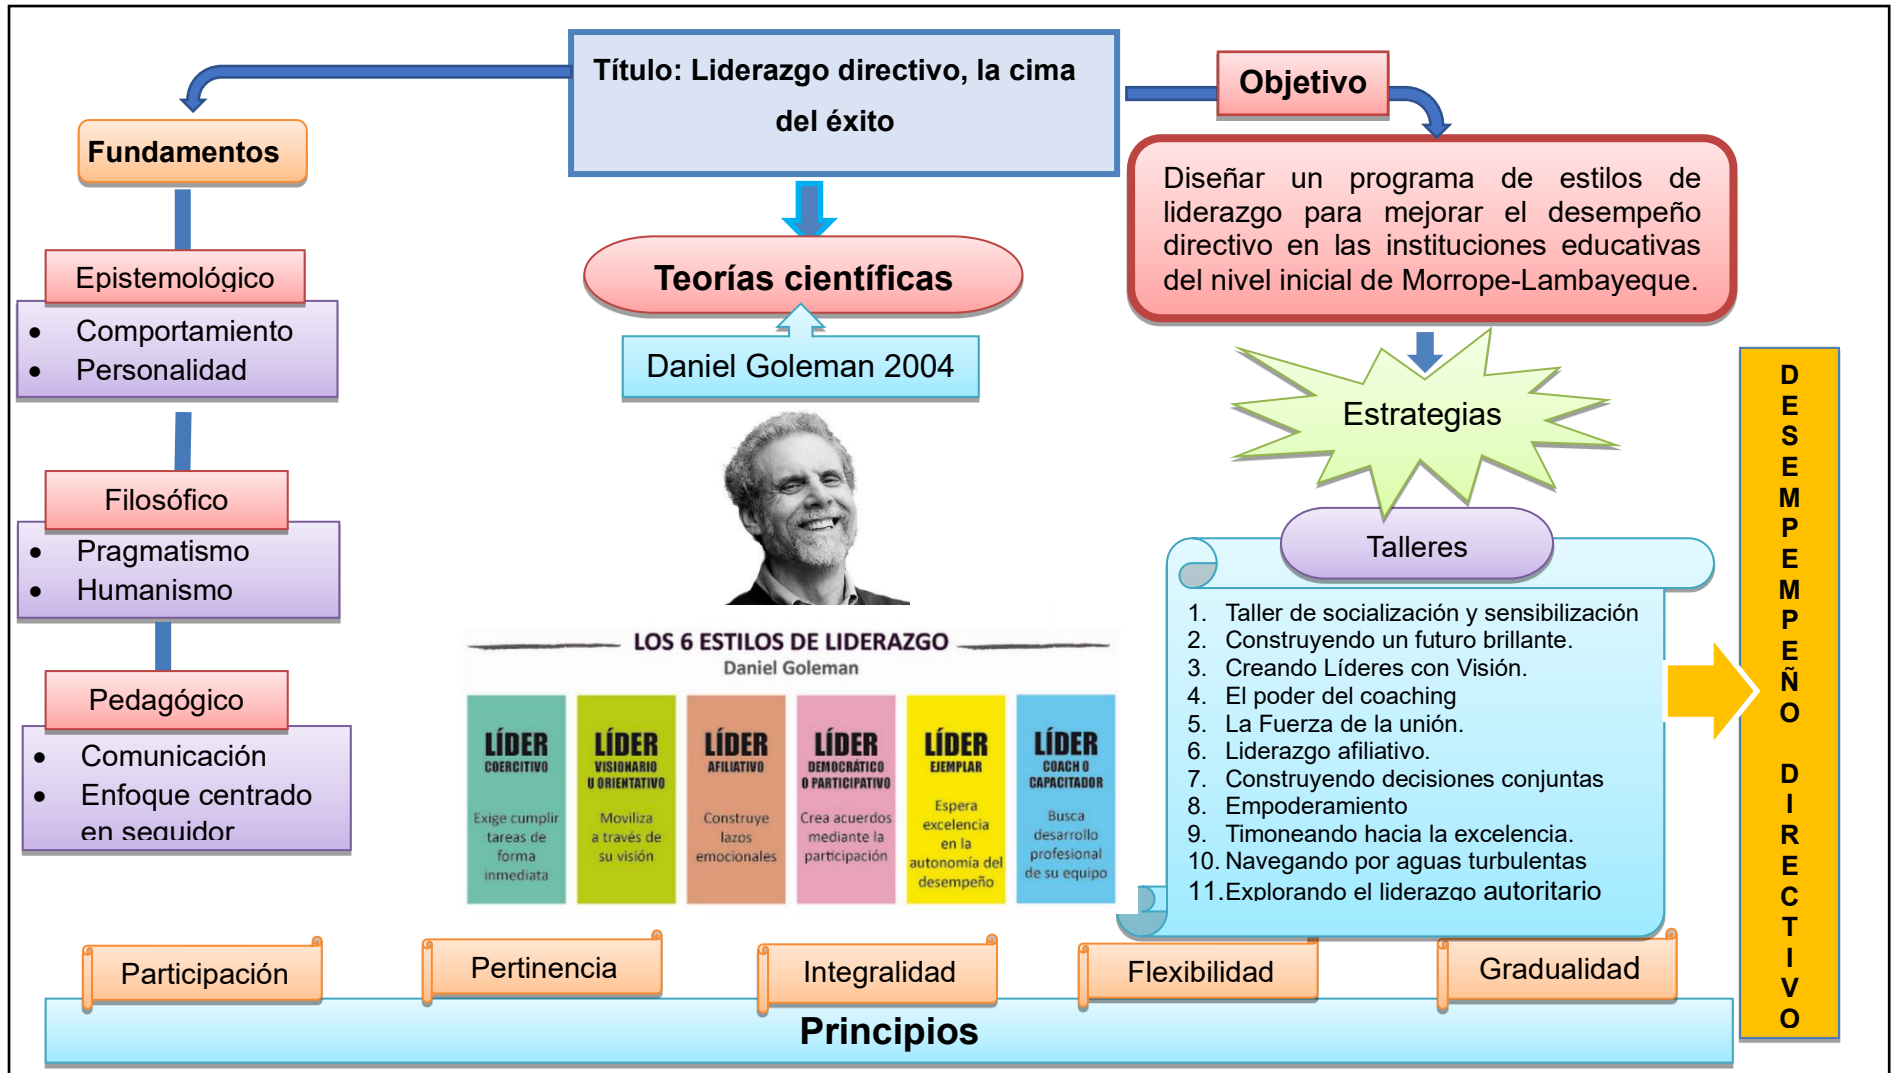 Título: Liderazgo directivo, la cima
del éxito
Objetivo
Fundamentos
Diseñar un programa de estilos de
liderazgo para mejorar el desempeño
directivo en las instituciones educativas
del nivel inicial de Morrope-Lambayeque.
Epistemológico
• Comportamiento
• Personalidad
Filosófico
• Pragmatismo
• Humanismo
Pedagógico
• Comunicación
• Enfoque centrado
en seguidor
Teorías científicas
Daniel Goleman 2004
LOS 6 ESTILOS DE LIDERAZGO
Daniel Goleman
LÍDER
COERCITIVO
Exige cumplir
tareas de
forma
inmediata
LÍDER
VISIONARIO
U ORIENTATIVO
Moviliza
a través de
su visión
LÍDER
AFILIATIVO
Construye
lazos
emocionales
LÍDER
DEMOCRÁTICO
O PARTICIPATIVO
Crea acuerdos
mediante la
participación
LÍDER
EJEMPLAR
Espera
excelencia
en la
autonomía del
desempeño
LÍDER
COACH O
CAPACITADOR
Busca
desarrollo
profesional
de su equipo
Estrategias
Talleres
1. Taller de socialización y sensibilización
2. Construyendo un futuro brillante.
3. Creando Líderes con Visión.
4. El poder del coaching
5. La Fuerza de la unión.
6. Liderazgo afiliativo.
7. Construyendo decisiones conjuntas
8. Empoderamiento
9. Timoneando hacia la excelencia.
10. Navegando por aguas turbulentas
11. Explorando el liderazgo autoritario
DESEMPEMPEÑO DIRECTIVO
Participación
Pertinencia
Integralidad
Flexibilidad
Gradualidad
Principios